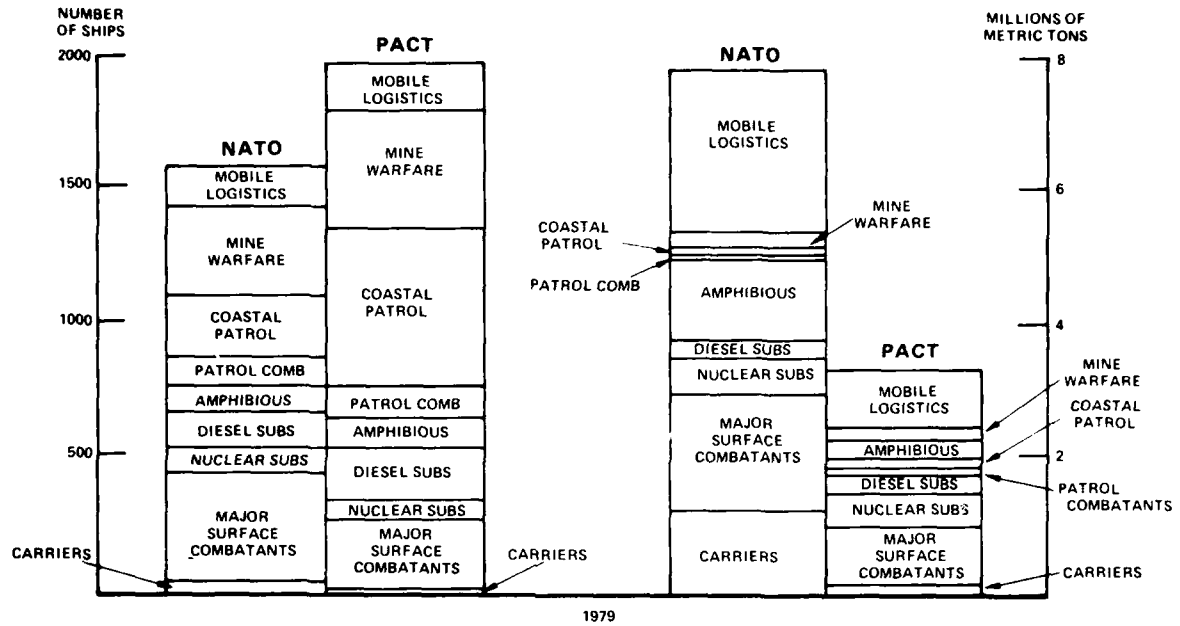 NUMBER
OF SHIPS
2000
1500
1000
500
NATO
MOBILE
LOGISTICS
MINE
WARFARE
COASTAL
PATROL
PATROL COMB
AMPHIBIOUS
DIESEL SUBS
NUCLEAR SUBS
MAJOR
SURFACE
COMBATANTS
CARRIERS
PACT
MOBILE
LOGISTICS
MINE
WARFARE
COASTAL
PATROL
PATROL COMB
AMPHIBIOUS
DIESEL SUBS
NUCLEAR SUBS
MAJOR
SURFACE
COMBATANTS
CARRIERS
NATO
MOBILE
LOGISTICS
MINE
WARFARE
COASTAL
PATROL
PATROL COMB
AMPHIBIOUS
DIESEL SUBS
NUCLEAR SUBS
MAJOR
SURFACE
COMBATANTS
CARRIERS
PACT
MOBILE
LOGISTICS
MINE
WARFARE
AMPHIBIOUS
COASTAL
PATROL
PATROL
COMBATANTS
DIESEL SUBS
NUCLEAR SUBS
MAJOR
SURFACE
COMBATANTS
CARRIERS
MILLIONS OF
METRIC TONS
8
6
4
2
1979